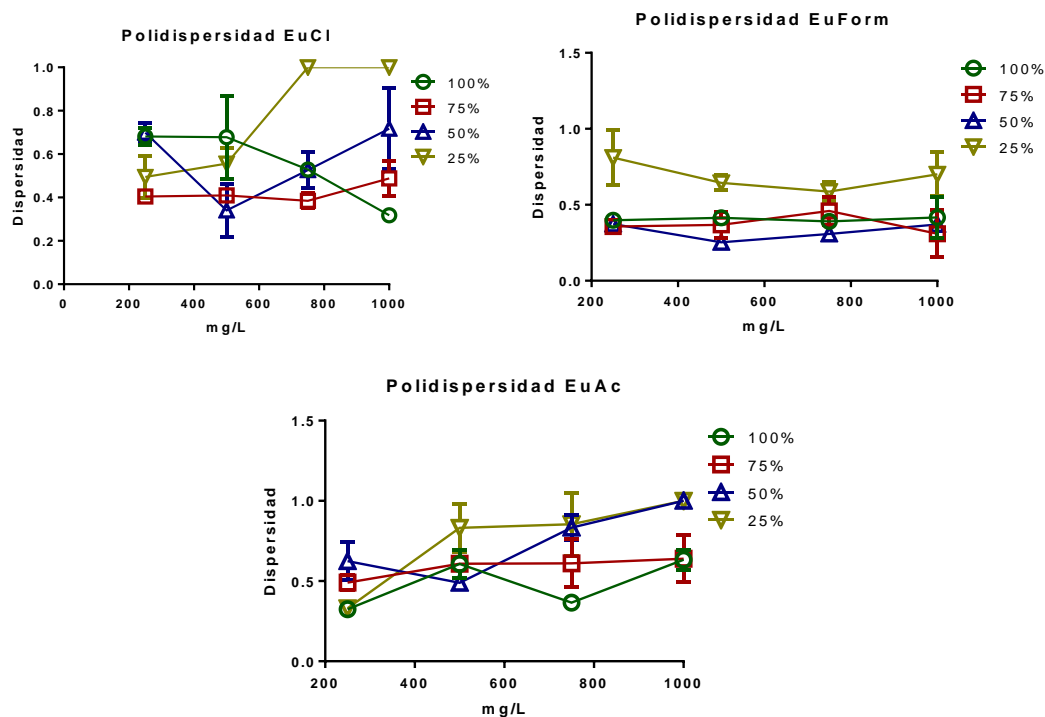 Polidispersidad EuCl
1.0
0.8
0.6
0.4
0.2
0.0
Dispersidad
0 200 400 600 800 1000
mg/L
100%
75%
50%
25%
Polidispersidad EuForm
1.5
1.0
0.5
0.0
Dispersidad
200 400 600 800 1000
mg/L
100%
75%
50%
25%
Polidispersidad EuAc
1.5
1.0
0.5
0.0
Dispersidad
200 400 600 800 1000
mg/L
100%
75%
50%
25%